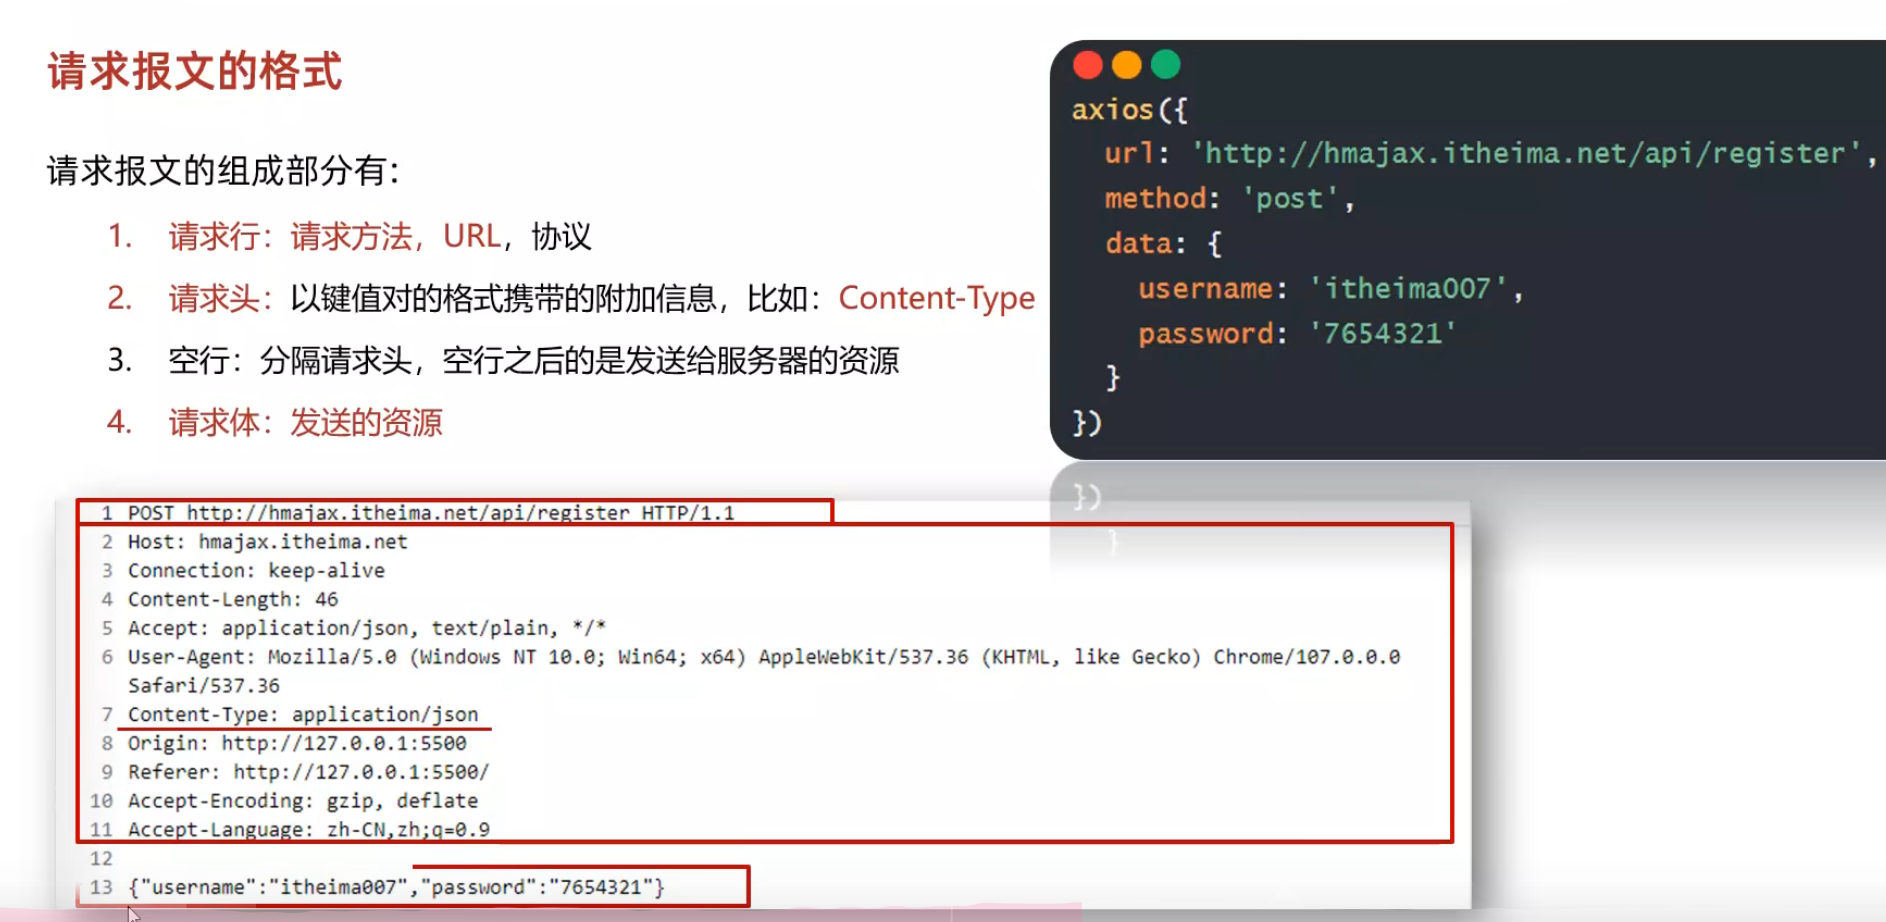 请求报文的格式
请求报文的组成部分有：
1. 请求行：请求方法，URL，协议
2. 请求头：以键值对的格式携带的附加信息，比如：Content-Type
3. 空行：分隔请求头，空行之后的是发送给服务器的资源
4. 请求体：发送的资源
axios({
url: 'http://hmajax.itheima.net/api/register',
method: 'post',
data: {
username: 'itheima007',
password: '7654321'
}
})
})
}
1 POST http://hmajax.itheima.net/api/register HTTP/1.1
2 Host: hmajax.itheima.net
3 Connection: keep-alive
4 Content-Length: 46
5 Accept: application/json, text/plain, */*
6 User-Agent: Mozilla/5.0 (Windows NT 10.0; Win64; x64) AppleWebKit/537.36 (KHTML, like Gecko) Chrome/107.0.0.0
Safari/537.36
7 Content-Type: application/json
8 Origin: http://127.0.0.1:5500
9 Referer: http://127.0.0.1:5500/
10 Accept-Encoding: gzip, deflate
11 Accept-Language: zh-CN,zh;q=0.9
12
13 {"username":"itheima007","password":"7654321"}